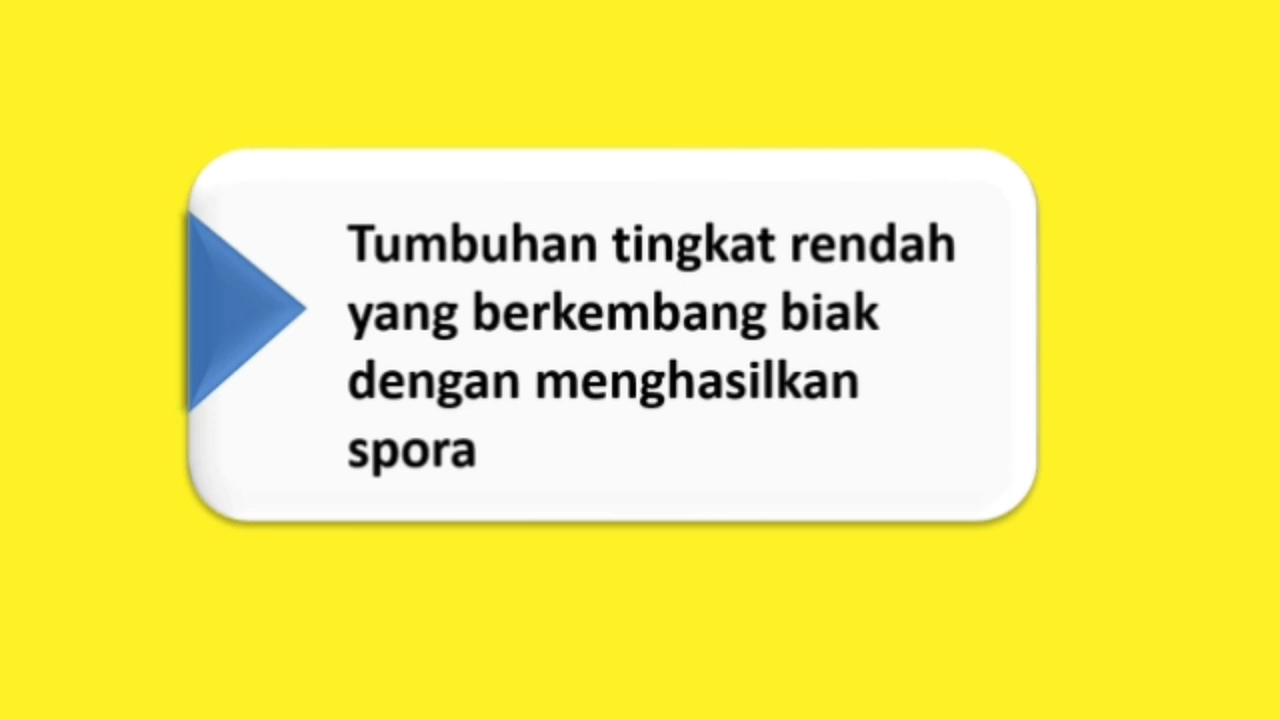 Tumbuhan tingkat rendah
yang berkembang biak
dengan menghasilkan
spora